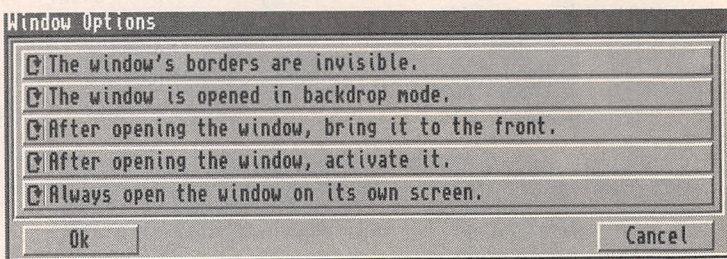 Window Options
The window's borders are invisible.
The window is opened in backdrop mode.
After opening the window, bring it to the front.
After opening the window, activate it.
Always open the window on its own screen.
Ok
Cancel